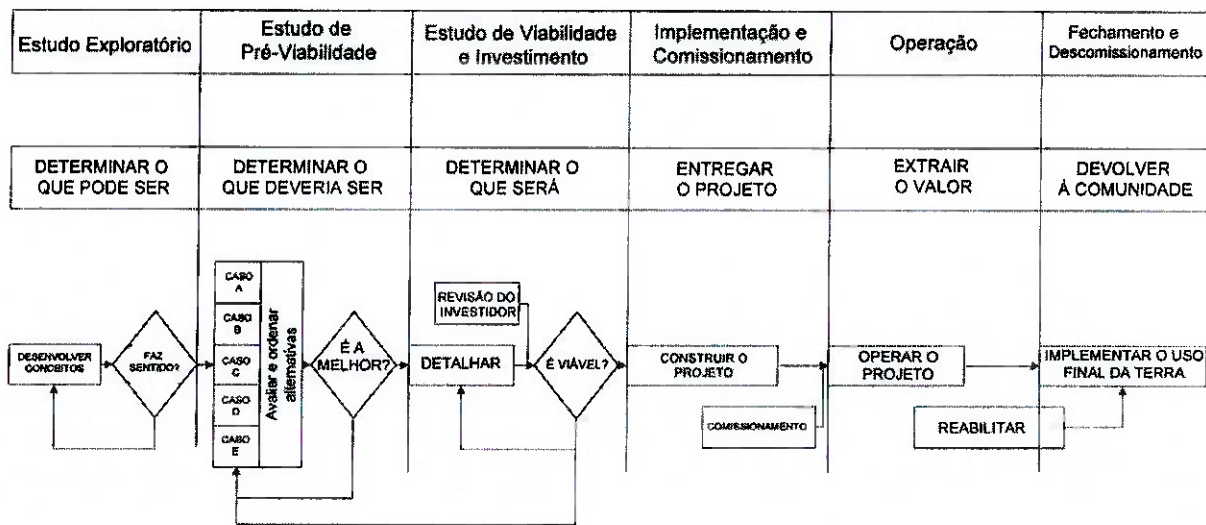 Estudo Exploratório
Estudo de
Pré-Viabilidade
Estudo de Viabilidade
e Investimento
Implementação e
Comissionamento
Operação
Fechamento e
Descomissionamento
DETERMINAR O
QUE PODE SER
DETERMINAR O
QUE DEVERIA SER
DETERMINAR O
QUE SERÁ
ENTREGAR
O PROJETO
EXTRAIR
O VALOR
DEVOLVER
À COMUNIDADE
DESENVOLVER
CONCEITOS
FAZ
SENTIDO?
CASO
A
CASO
B
CASO
C
CASO
D
CASO
E
Avaliar e ordenar
alternativas
É A
MELHOR?
REVISÃO DO
INVESTIDOR
DETALHAR
É VIÁVEL?
CONSTRUIR O
PROJETO
COMISSIONAMENTO
OPERAR O
PROJETO
REABILITAR
IMPLEMENTAR O USO
FINAL DA TERRA